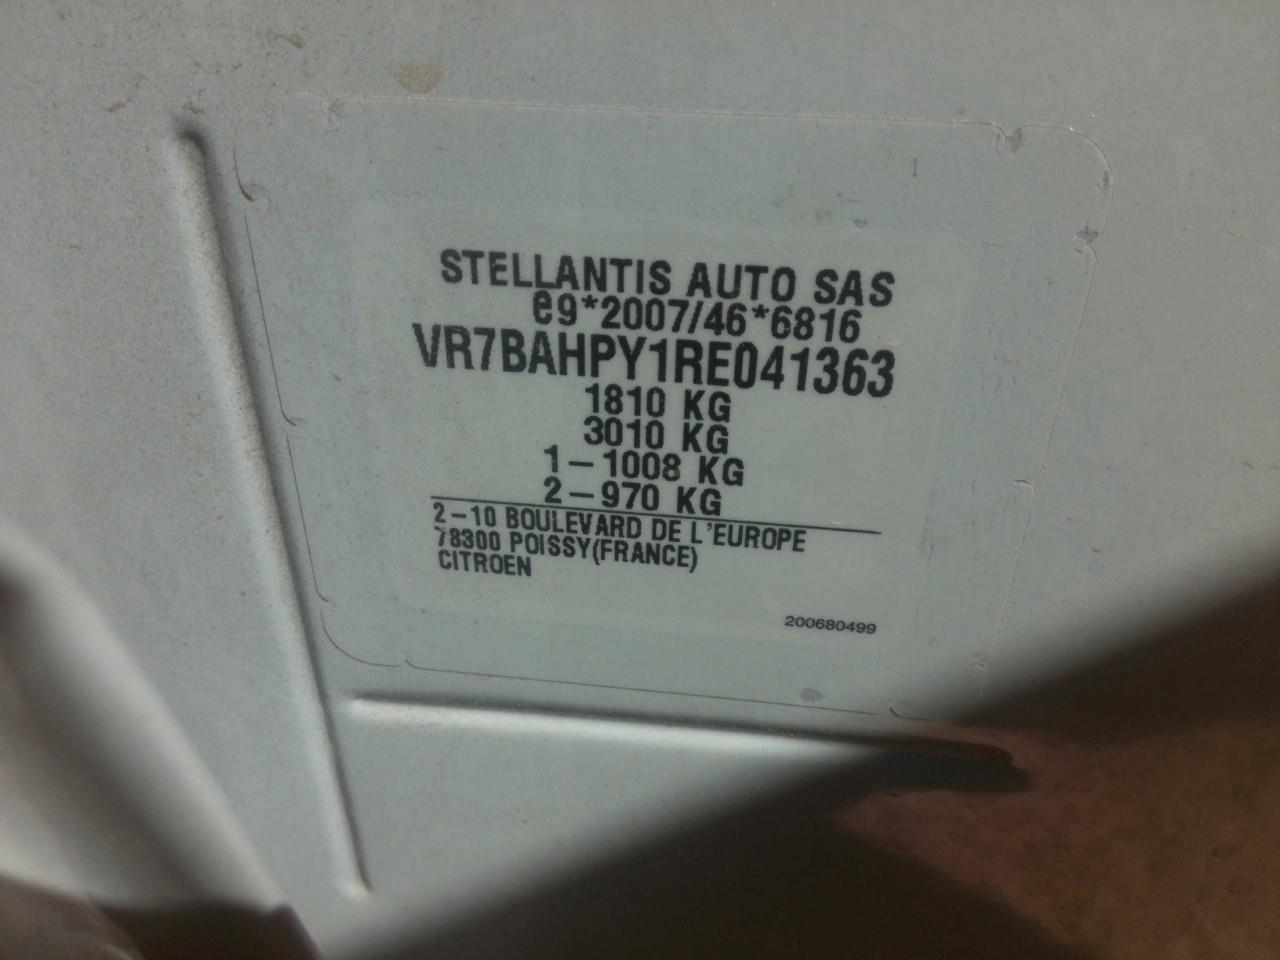 STELLANTIS AUTO SAS
e9*2007/46*6816
VR7BAHPY1RE041363
1810 KG
3010 KG
1-1008 KG
2-970 KG
2-10 BOULEVARD DE L'EUROPE
78300 POISSY(FRANCE)
CITROEN
200680499